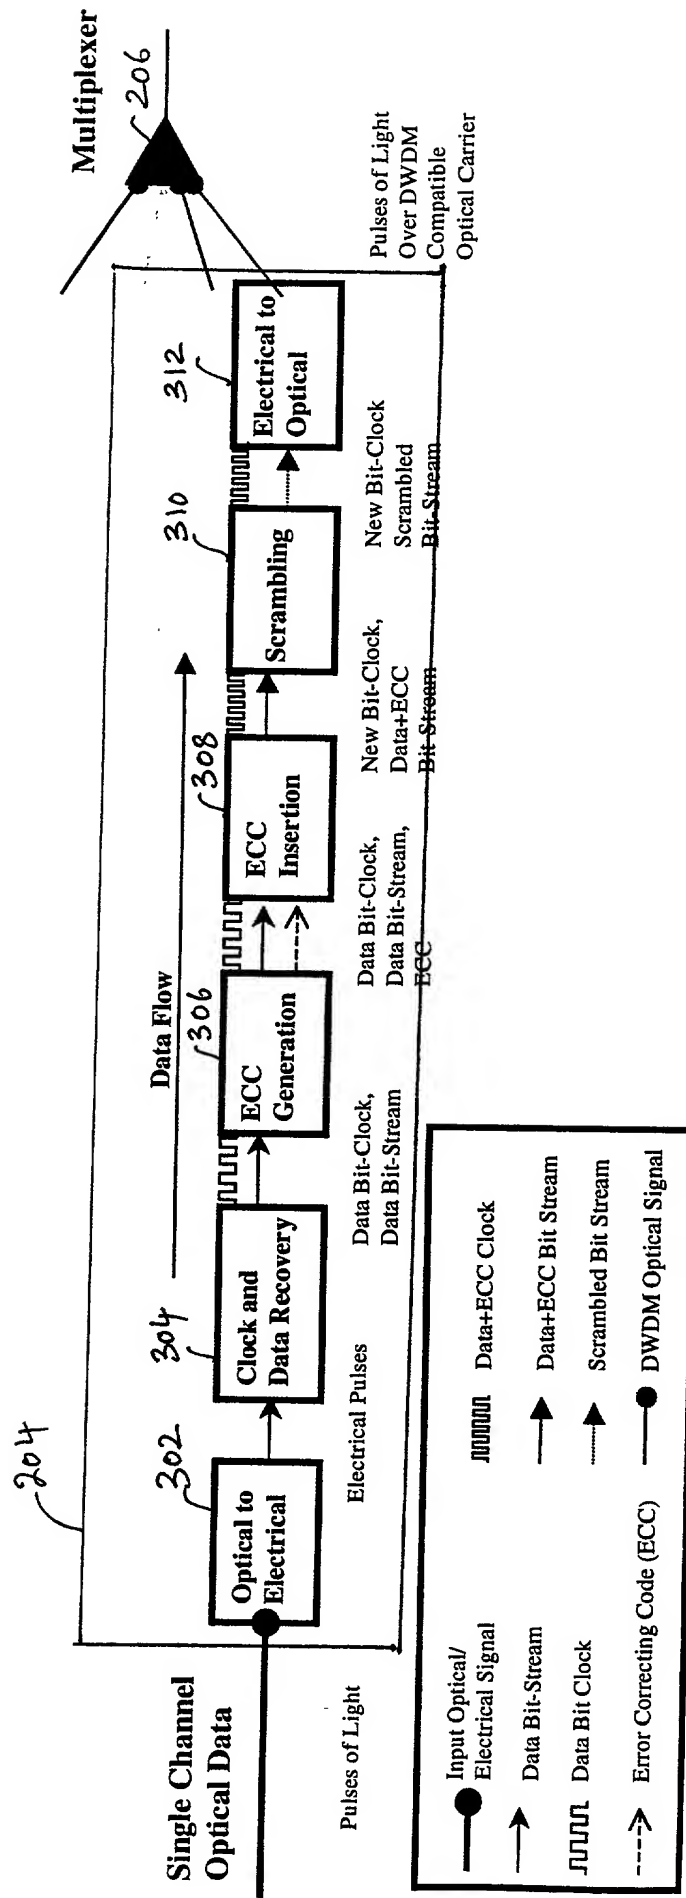 Multiplexer
206
204
Data Flow
302
304
306
308
310
312
Single Channel
Optical Data
Optical to
Electrical
Clock and
Data Recovery
ECC
Generation
ECC
Insertion
Scrambling
Electrical to
Optical
Pulses of Light
Electrical Pulses
Data Bit-Clock,
Data Bit-Stream
Data Bit-Clock,
Data Bit-Stream,
ECC
New Bit-Clock,
Data+ECC
Bit-Stream
New Bit-Clock
Scrambled
Bit-Stream
Pulses of Light
Over DWDM
Compatible
Optical Carrier
Input Optical/
Electrical Signal
Data Bit-Stream
Data Bit Clock
Error Correcting Code (ECC)
Data+ECC Clock
Data+ECC Bit Stream
Scrambled Bit Stream
DWDM Optical Signal